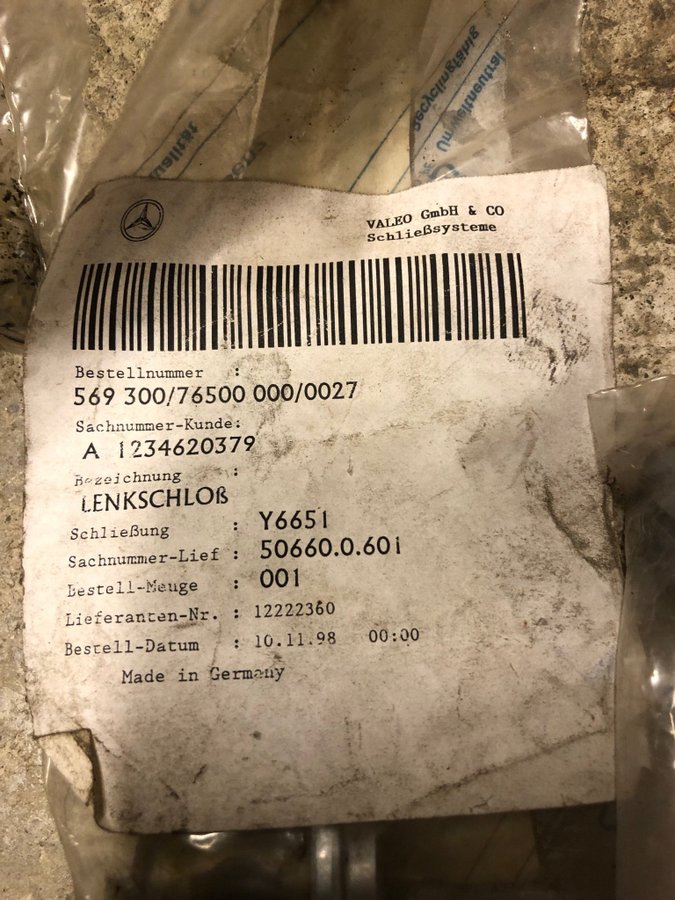 Recyclingfähig
Umweltneutral
VALEO GmbH & CO
Schließsysteme
Bestellnummer :
569 300/76500 000/0027
Sachnummer-Kunde:
A 1234620379
Bezeichnung :
LENKSCHLOß
Schließung : Y6651
Sachnummer-Lief : 50660.0.601
Bestell-Menge : 001
Lieferanten-Nr. : 12222360
Bestell-Datum : 10.11.98 00:00
Made in Germany